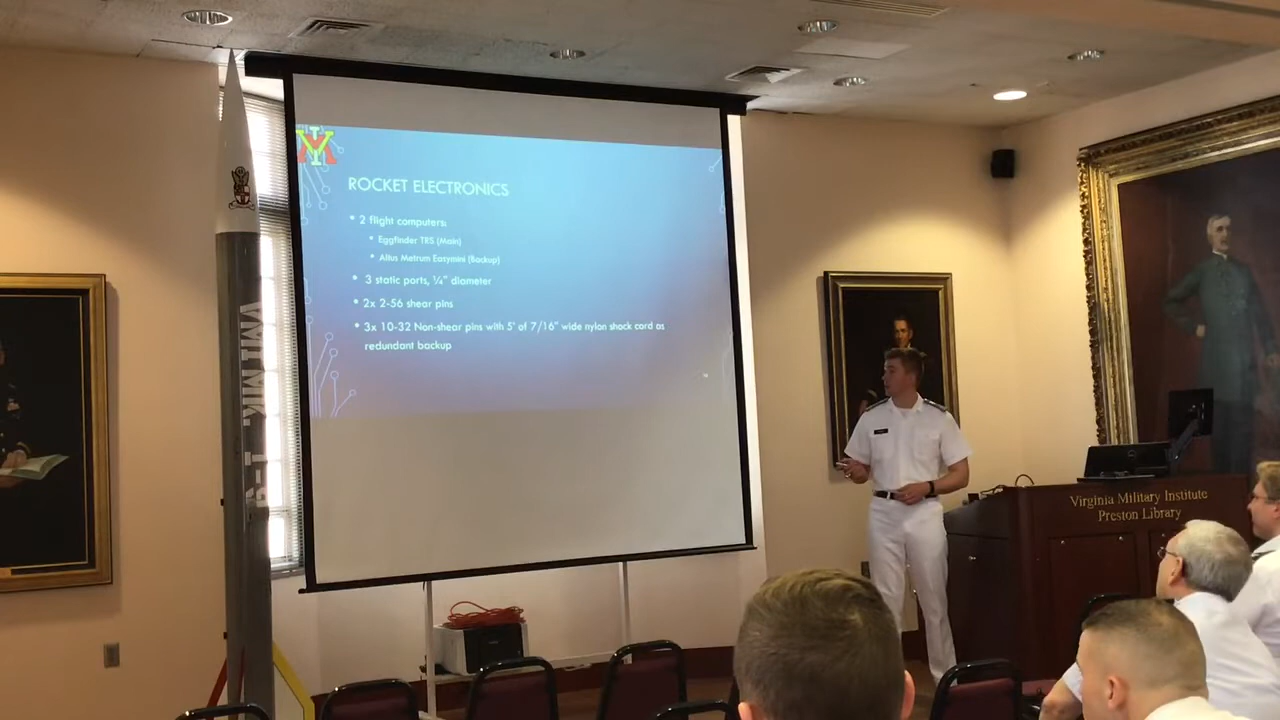 ROCKET ELECTRONICS
• 2 flight computers:
• Eggfinder TRS (Main)
• Altus Metrum Easymini (Backup)
• 3 static ports, ¼" diameter
• 2x 2-56 shear pins
• 3x 10-32 Non-shear pins with 5' of 7/16" wide nylon shock cord as
redundant backup
VMI MK. 1-9
Virginia Military Institute
Preston Library